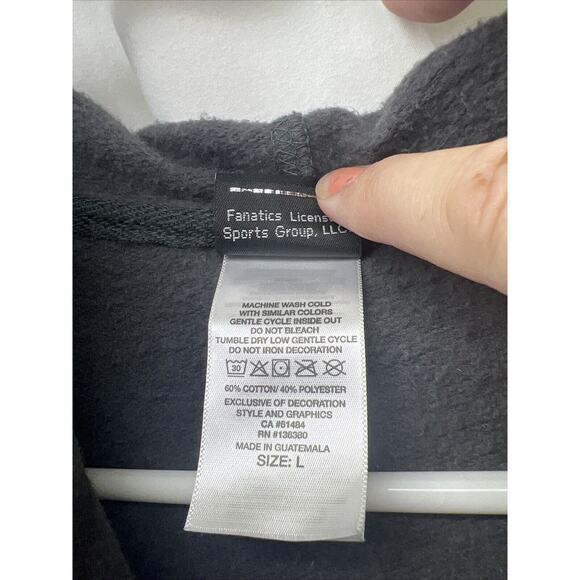 Fanatics
Sports Group, LLC
MACHINE WASH COLD
WITH SIMILAR COLORS
GENTLE CYCLE INSIDE OUT
DO NOT BLEACH
TUMBLE DRY LOW GENTLE CYCLE
DO NOT IRON DECORATION
30
60% COTTON/ 40% POLYESTER
EXCLUSIVE OF DECORATION
STYLE AND GRAPHICS
CA #61484
RN #136380
MADE IN GUATEMALA
SIZE: L